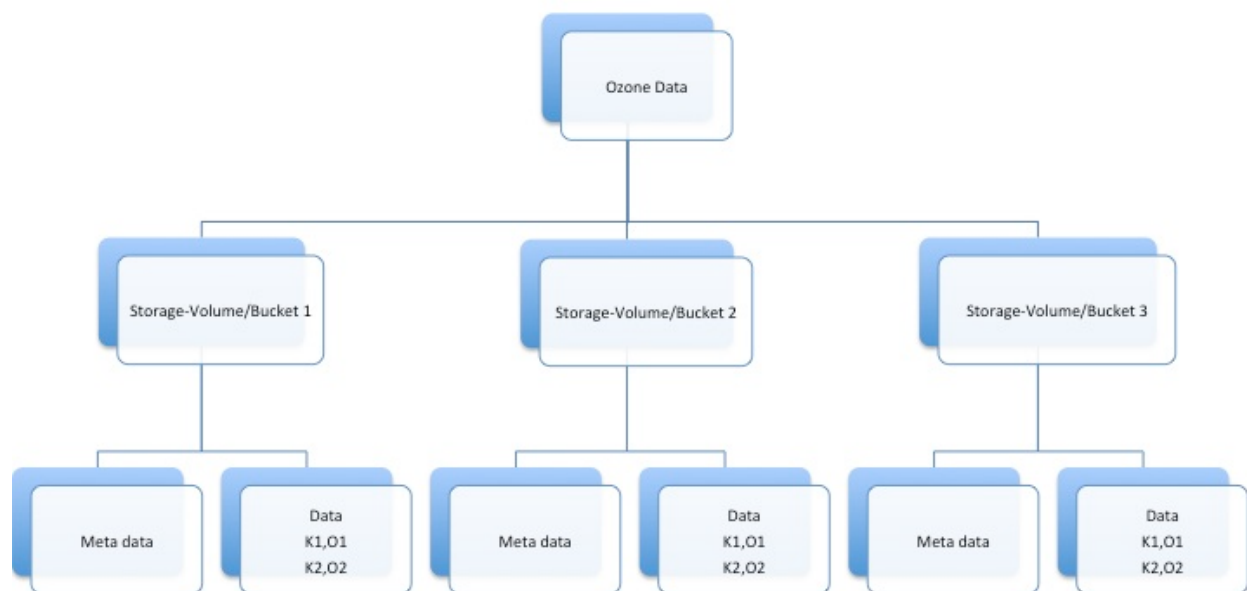 Ozone Data
Storage-Volume/Bucket 1
Storage-Volume/Bucket 2
Storage-Volume/Bucket 3
Meta data
Data
K1,O1
K2,O2
Meta data
Data
K1,O1
K2,O2
Meta data
Data
K1,O1
K2,O2